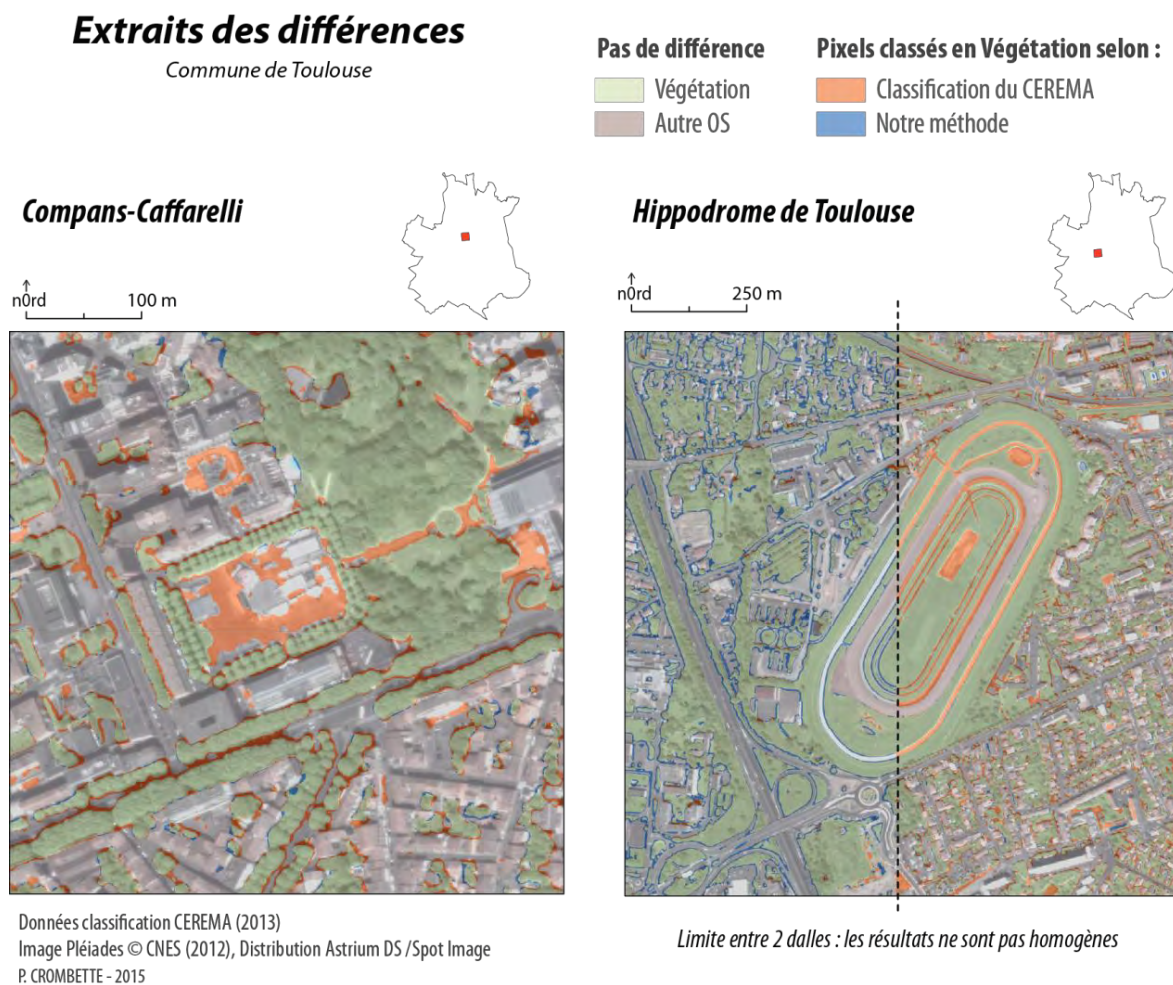 Extraits des différences
Commune de Toulouse
Pas de différence
Végétation
Autre OS
Pixels classés en Végétation selon :
Classification du CEREMA
Notre méthode
Compans-Caffarelli
n0rd
100 m
Hippodrome de Toulouse
n0rd
250 m
Données classification CEREMA (2013)
Image Pléiades © CNES (2012), Distribution Astrium DS /Spot Image
P. CROMBETTE - 2015
Limite entre 2 dalles : les résultats ne sont pas homogènes